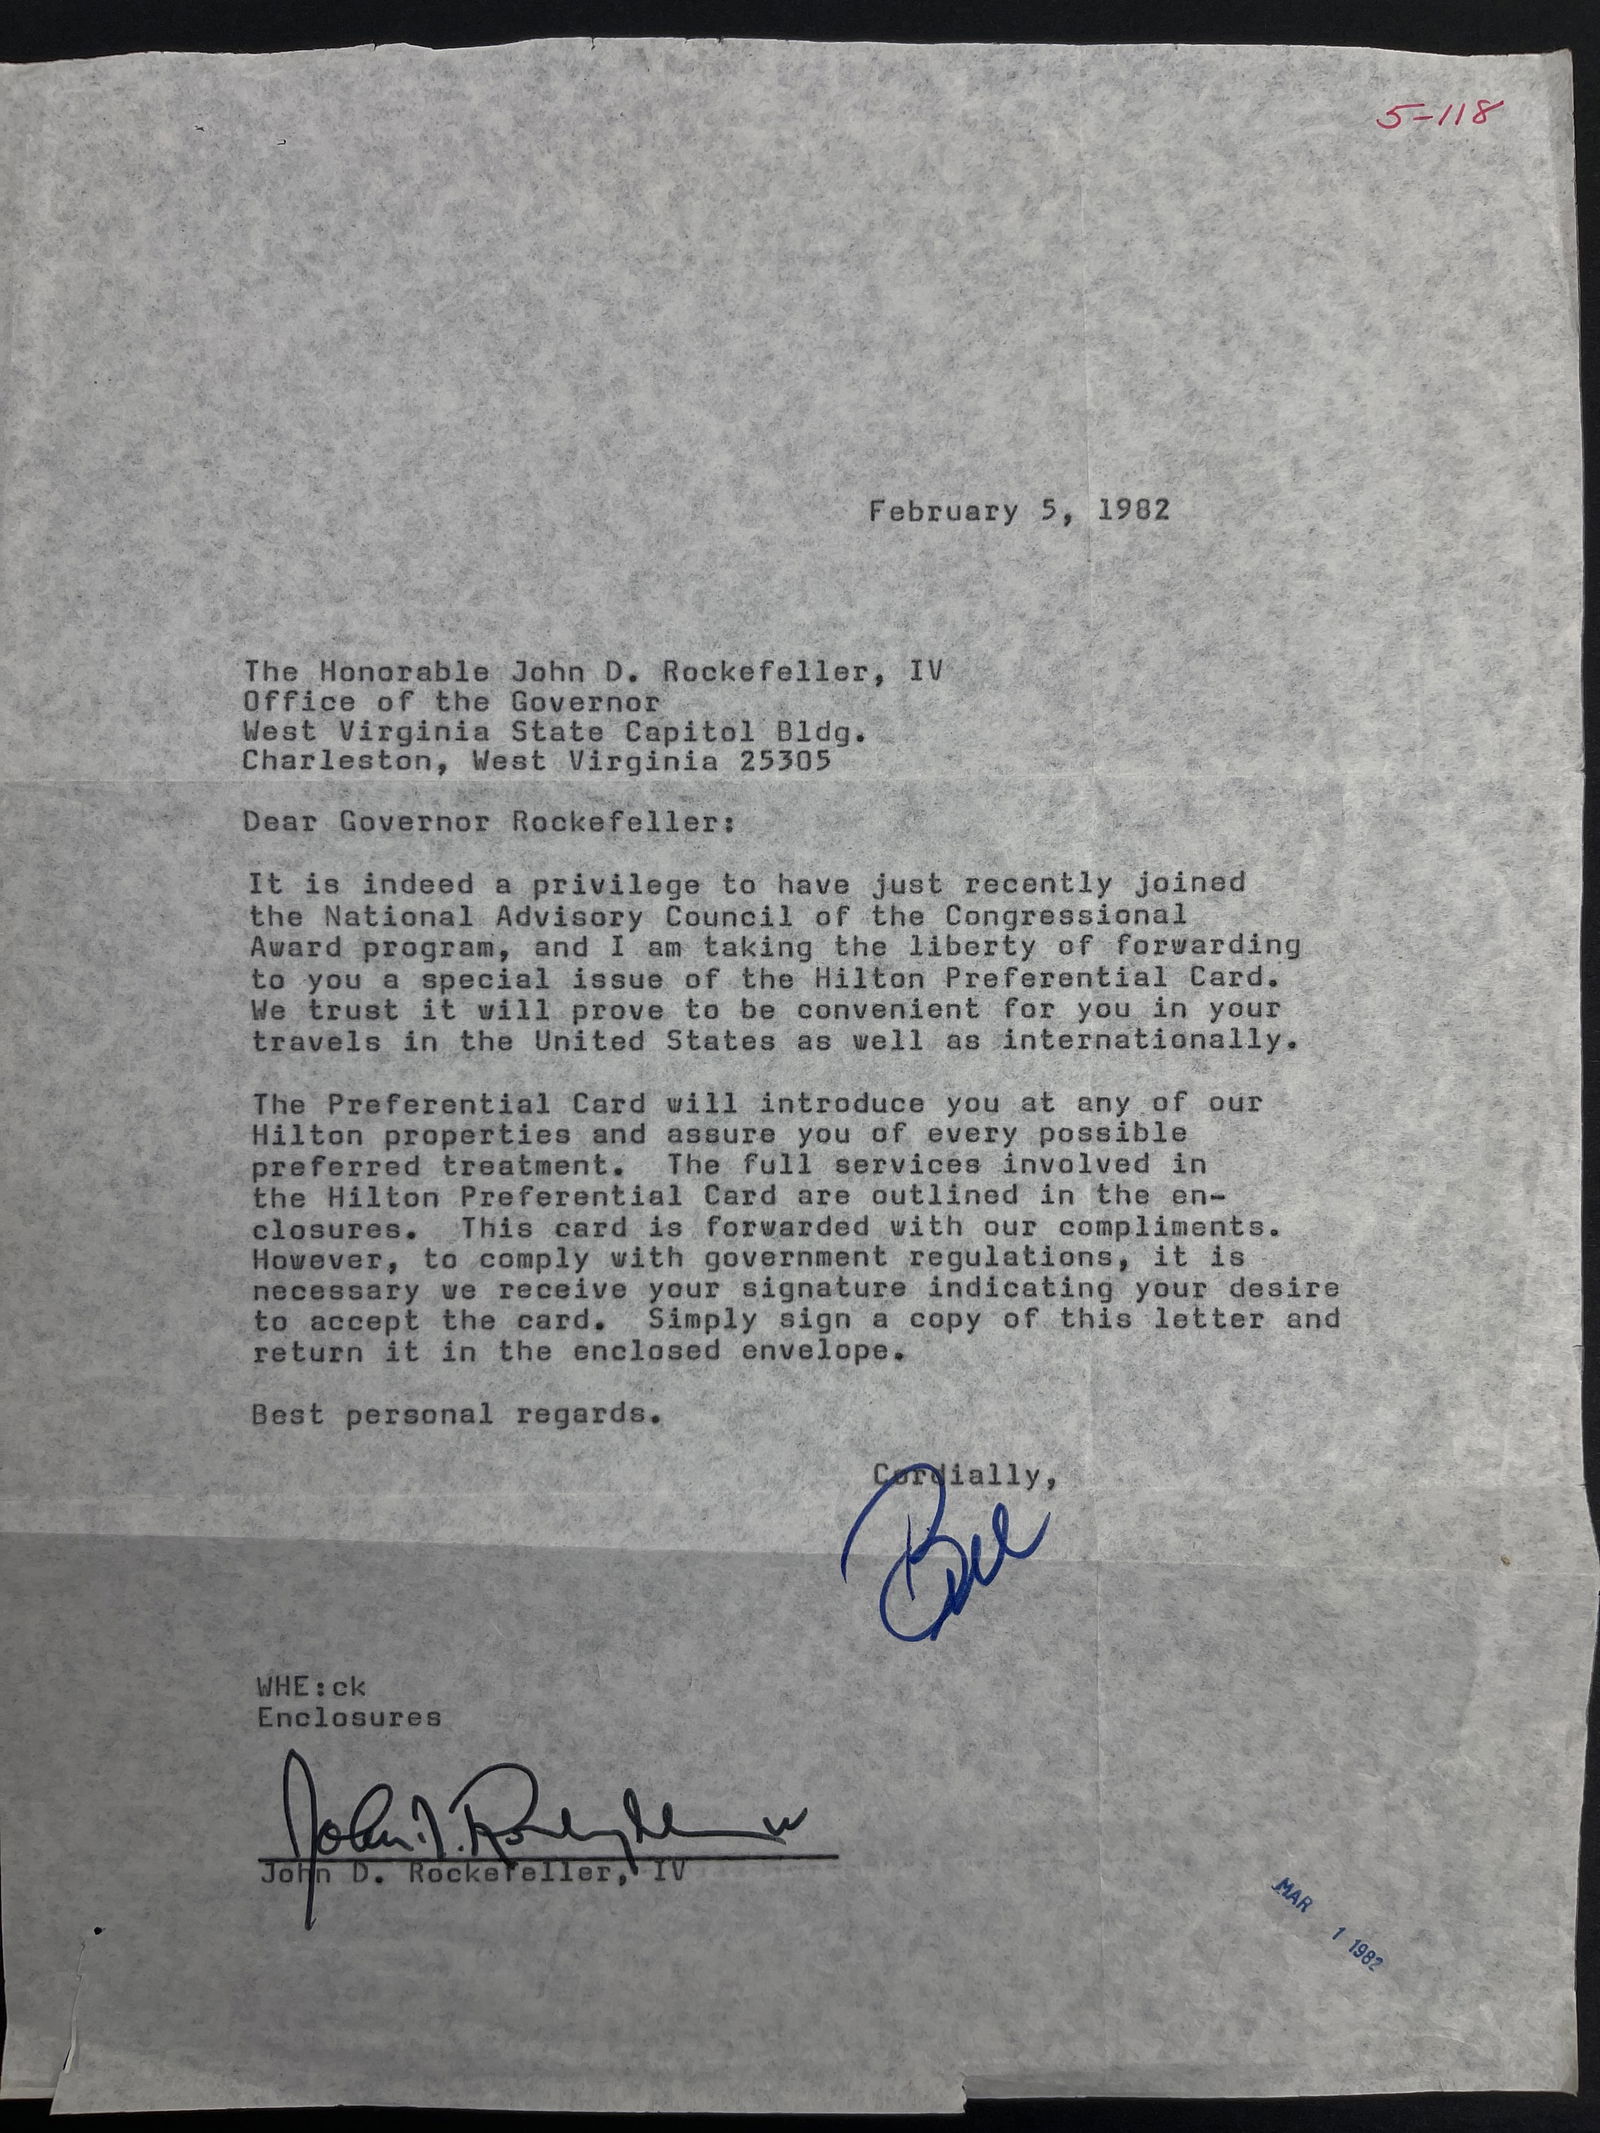 5-118
February 5, 1982
The Honorable John D. Rockefeller, IV
Office of the Governor
West Virginia State Capitol Bldg.
Charleston, West Virginia 25305
Dear Governor Rockefeller:
It is indeed a privilege to have just recently joined
the National Advisory Council of the Congressional
Award program, and I am taking the liberty of forwarding
to you a special issue of the Hilton Preferential Card.
We trust it will prove to be convenient for you in your
travels in the United States as well as internationally.
The Preferential Card will introduce you at any of our
Hilton properties and assure you of every possible
preferred treatment. The full services involved in
the Hilton Preferential Card are outlined in the en-
closures. This card is forwarded with our compliments.
However, to comply with government regulations, it is
necessary we receive your signature indicating your desire
to accept the card. Simply sign a copy of this letter and
return it in the enclosed envelope.
Best personal regards.
Cordially,
Bill
WHE:ck
Enclosures
John D. Rockefeller IV
John D. Rockefeller, IV
MAR 1 1982